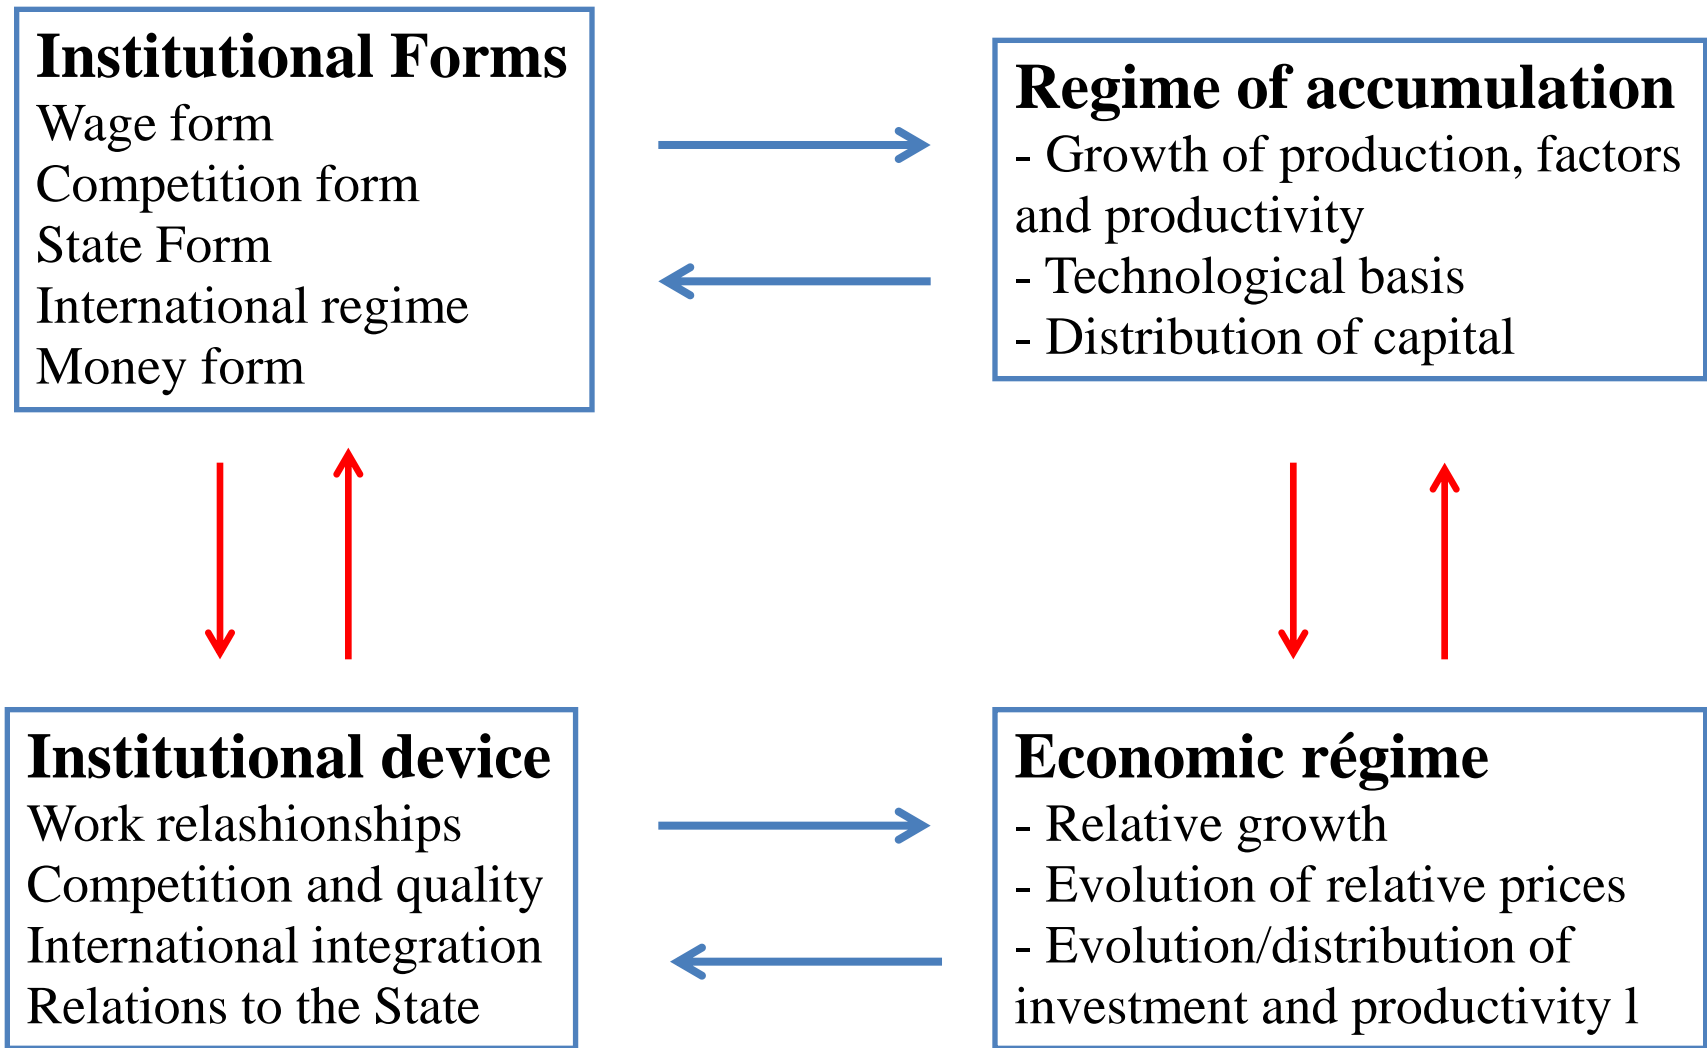 Institutional Forms
Wage form
Competition form
State Form
International regime
Money form
Regime of accumulation
- Growth of production, factors
and productivity
- Technological basis
- Distribution of capital
Institutional device
Work relashionships
Competition and quality
International integration
Relations to the State
Economic régime
- Relative growth
- Evolution of relative prices
- Evolution/distribution of
investment and productivity l